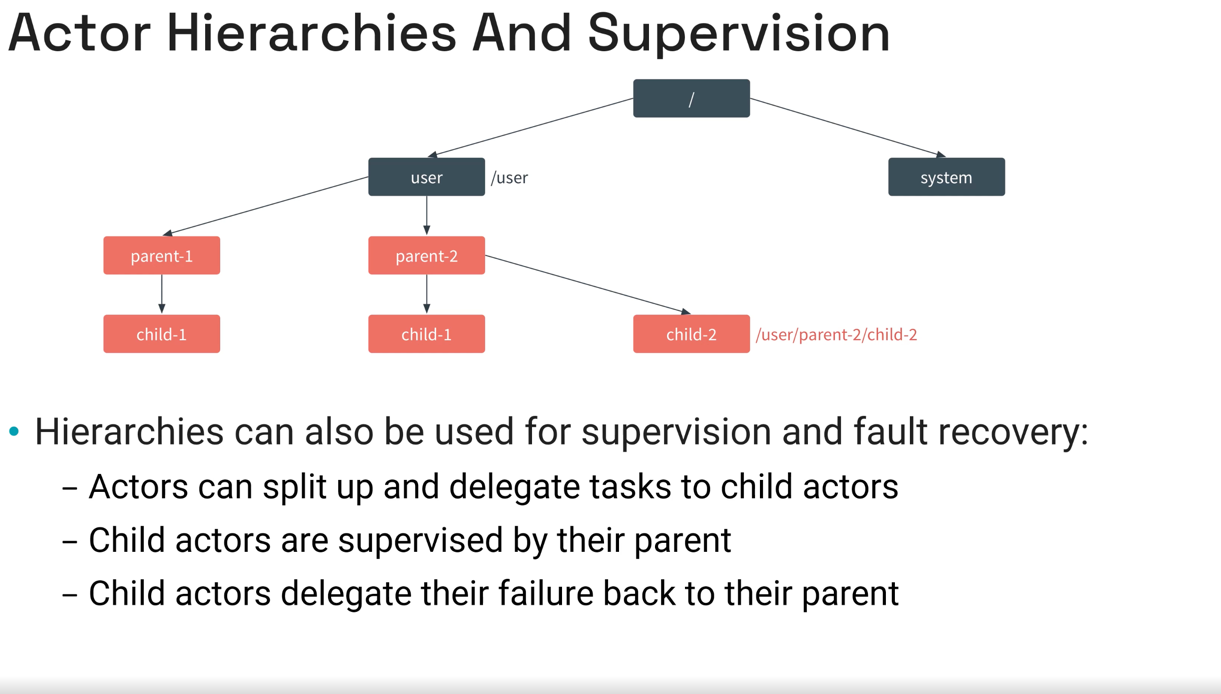 Actor Hierarchies And Supervision
/
user
/user
system
parent-1
parent-2
child-1
child-1
child-2
/user/parent-2/child-2
• Hierarchies can also be used for supervision and fault recovery:
– Actors can split up and delegate tasks to child actors
– Child actors are supervised by their parent
– Child actors delegate their failure back to their parent